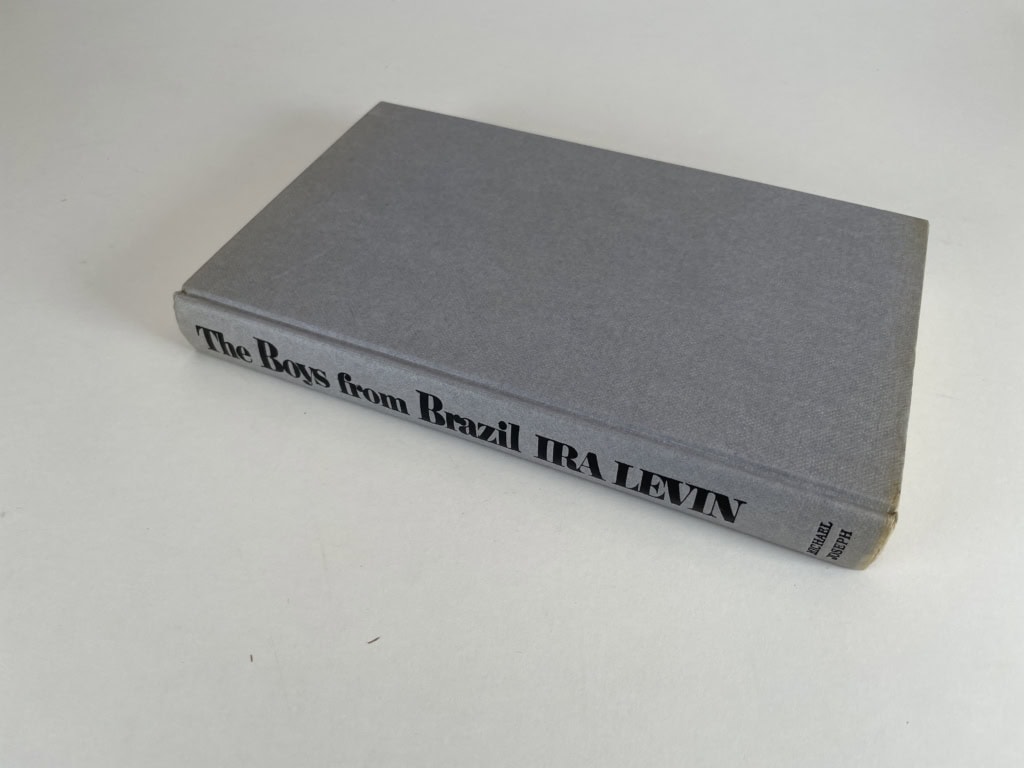 The Boys from Brazil IRA LEVIN
MICHAEL
JOSEPH